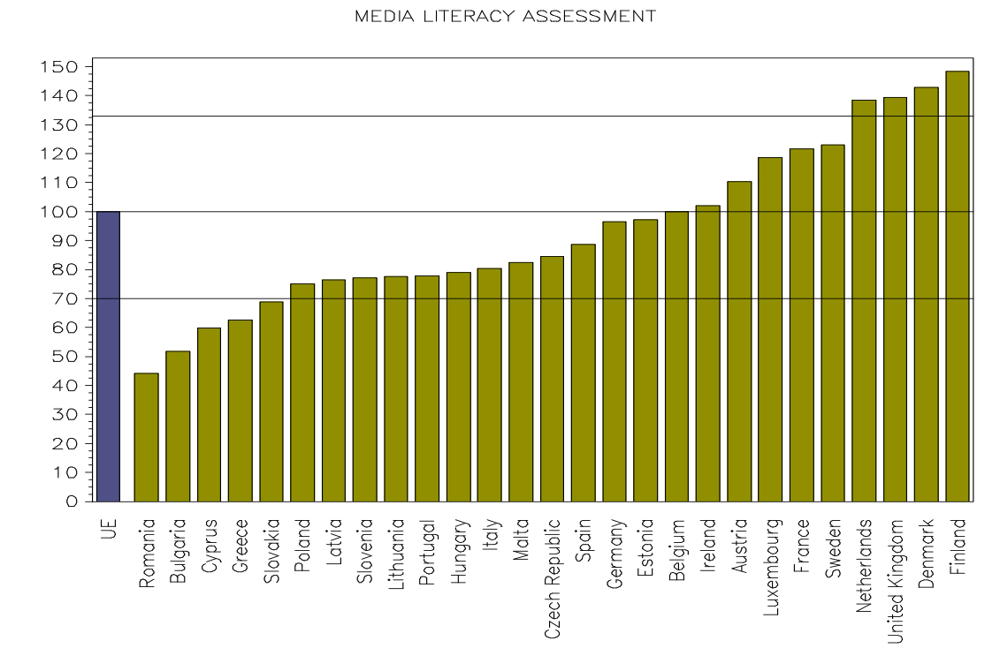 MEDIA LITERACY ASSESSMENT
150
140
130
120
110
100
90
80
70
60
50
40
30
20
10
0
UE
Romania
Bulgaria
Cyprus
Greece
Slovakia
Poland
Latvia
Slovenia
Lithuania
Portugal
Hungary
Italy
Malta
Czech Republic
Spain
Germany
Estonia
Belgium
Ireland
Austria
Luxembourg
France
Sweden
Netherlands
United Kingdom
Denmark
Finland